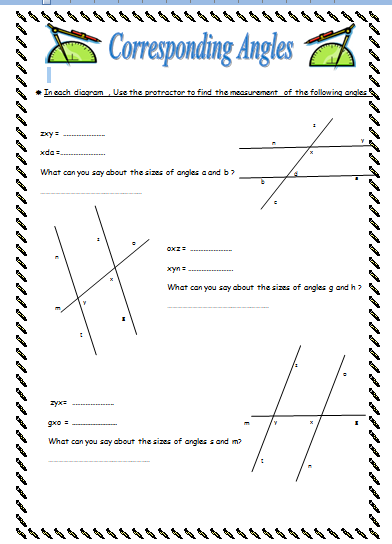 Corresponding Angles
In each diagram , Use the protractor to find the measurement of the following angles
zxy = ......................
xda =......................
What can you say about the sizes of angles a and b ?
z
n
y
x
d
b
a
c
z
o
n
x
y
m
g
t
oxz = ......................
xyn = ......................
What can you say about the sizes of angles g and h ?
zyx= ......................
gxo = ......................
What can you say about the sizes of angles s and m?
z
o
m
y
x
g
t
n